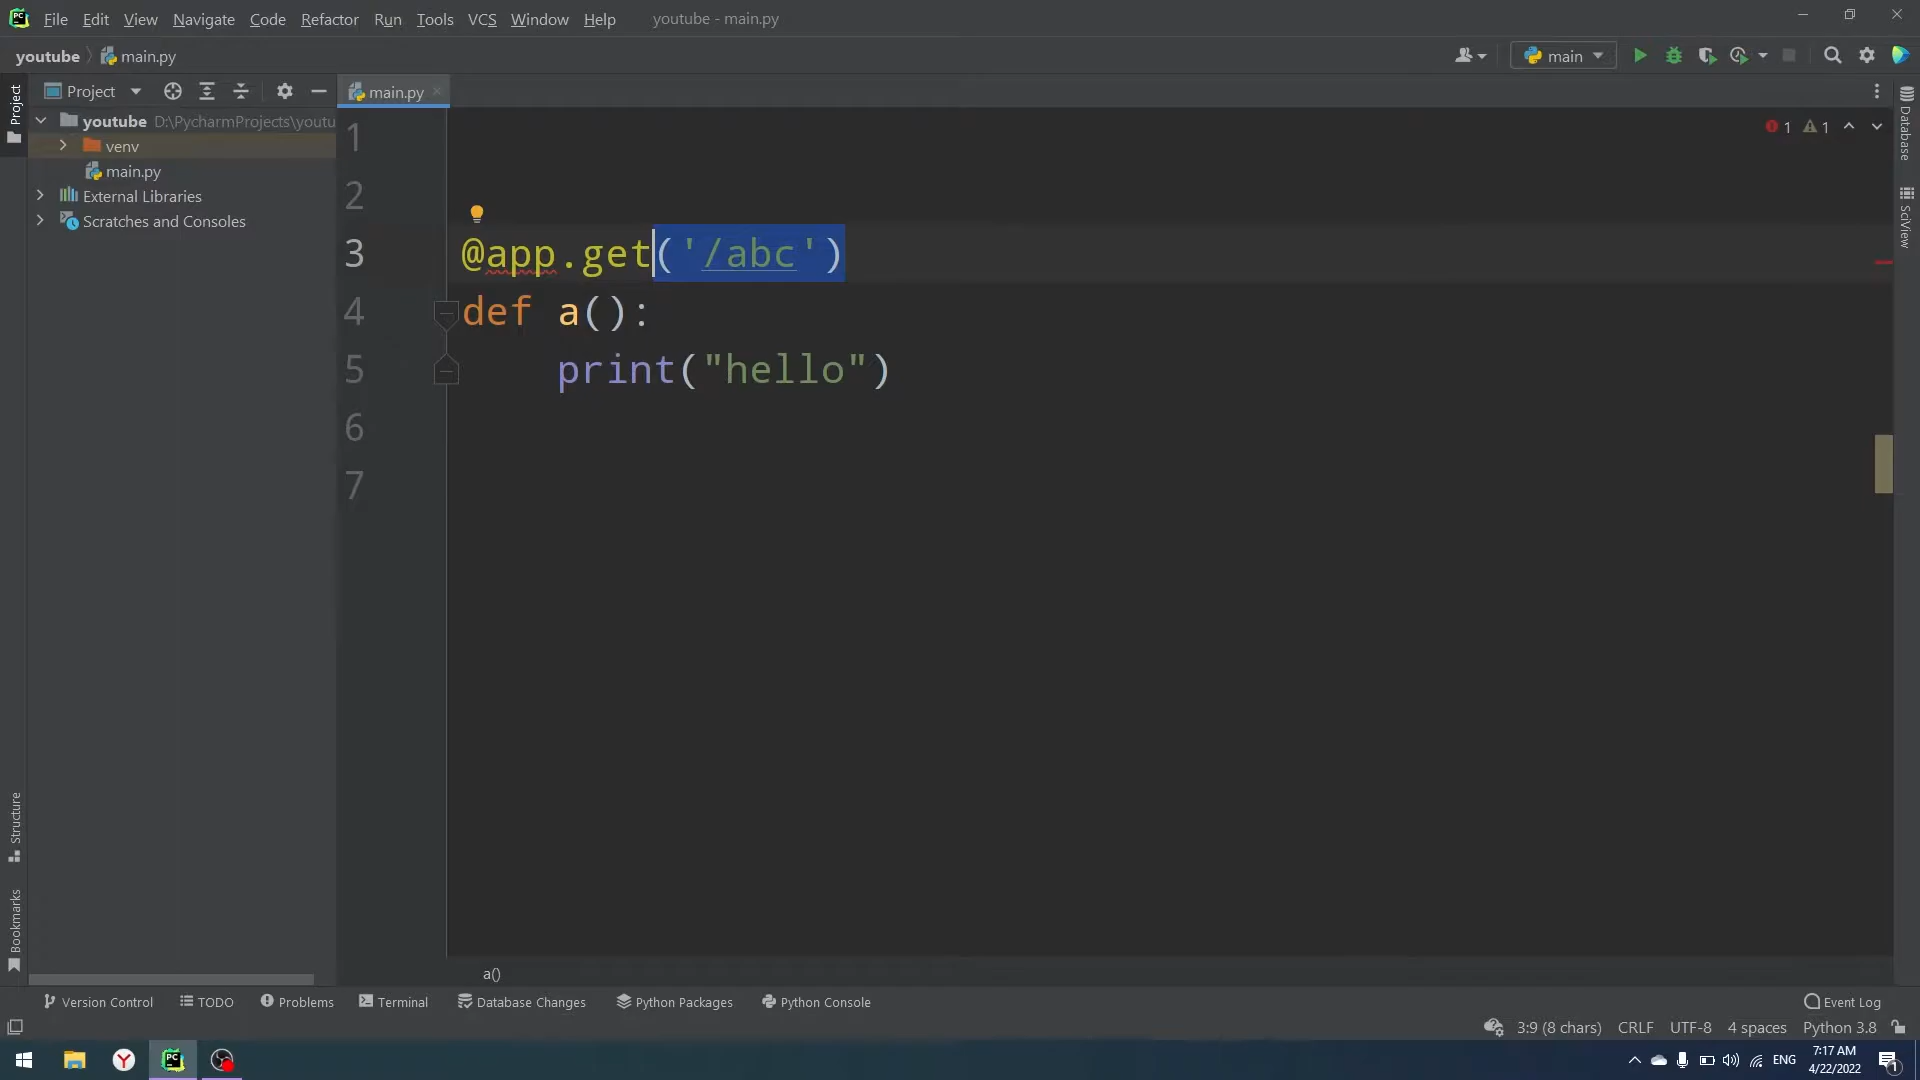 File Edit View Navigate Code Refactor Run Tools VCS Window Help youtube - main.py
youtube main.py
main
Project
main.py
youtube D:\PycharmProjects\youtu
venv
main.py
External Libraries
Scratches and Consoles
Project
Structure
Bookmarks
1
2
3 @app.get('/abc')
4 def a():
5 print("hello")
6
7
1 1
Database
SciView
a()
Version Control TODO Problems Terminal Database Changes Python Packages Python Console Event Log
3:9 (8 chars) CRLF UTF-8 4 spaces Python 3.8
ENG
7:17 AM
4/22/2022
1